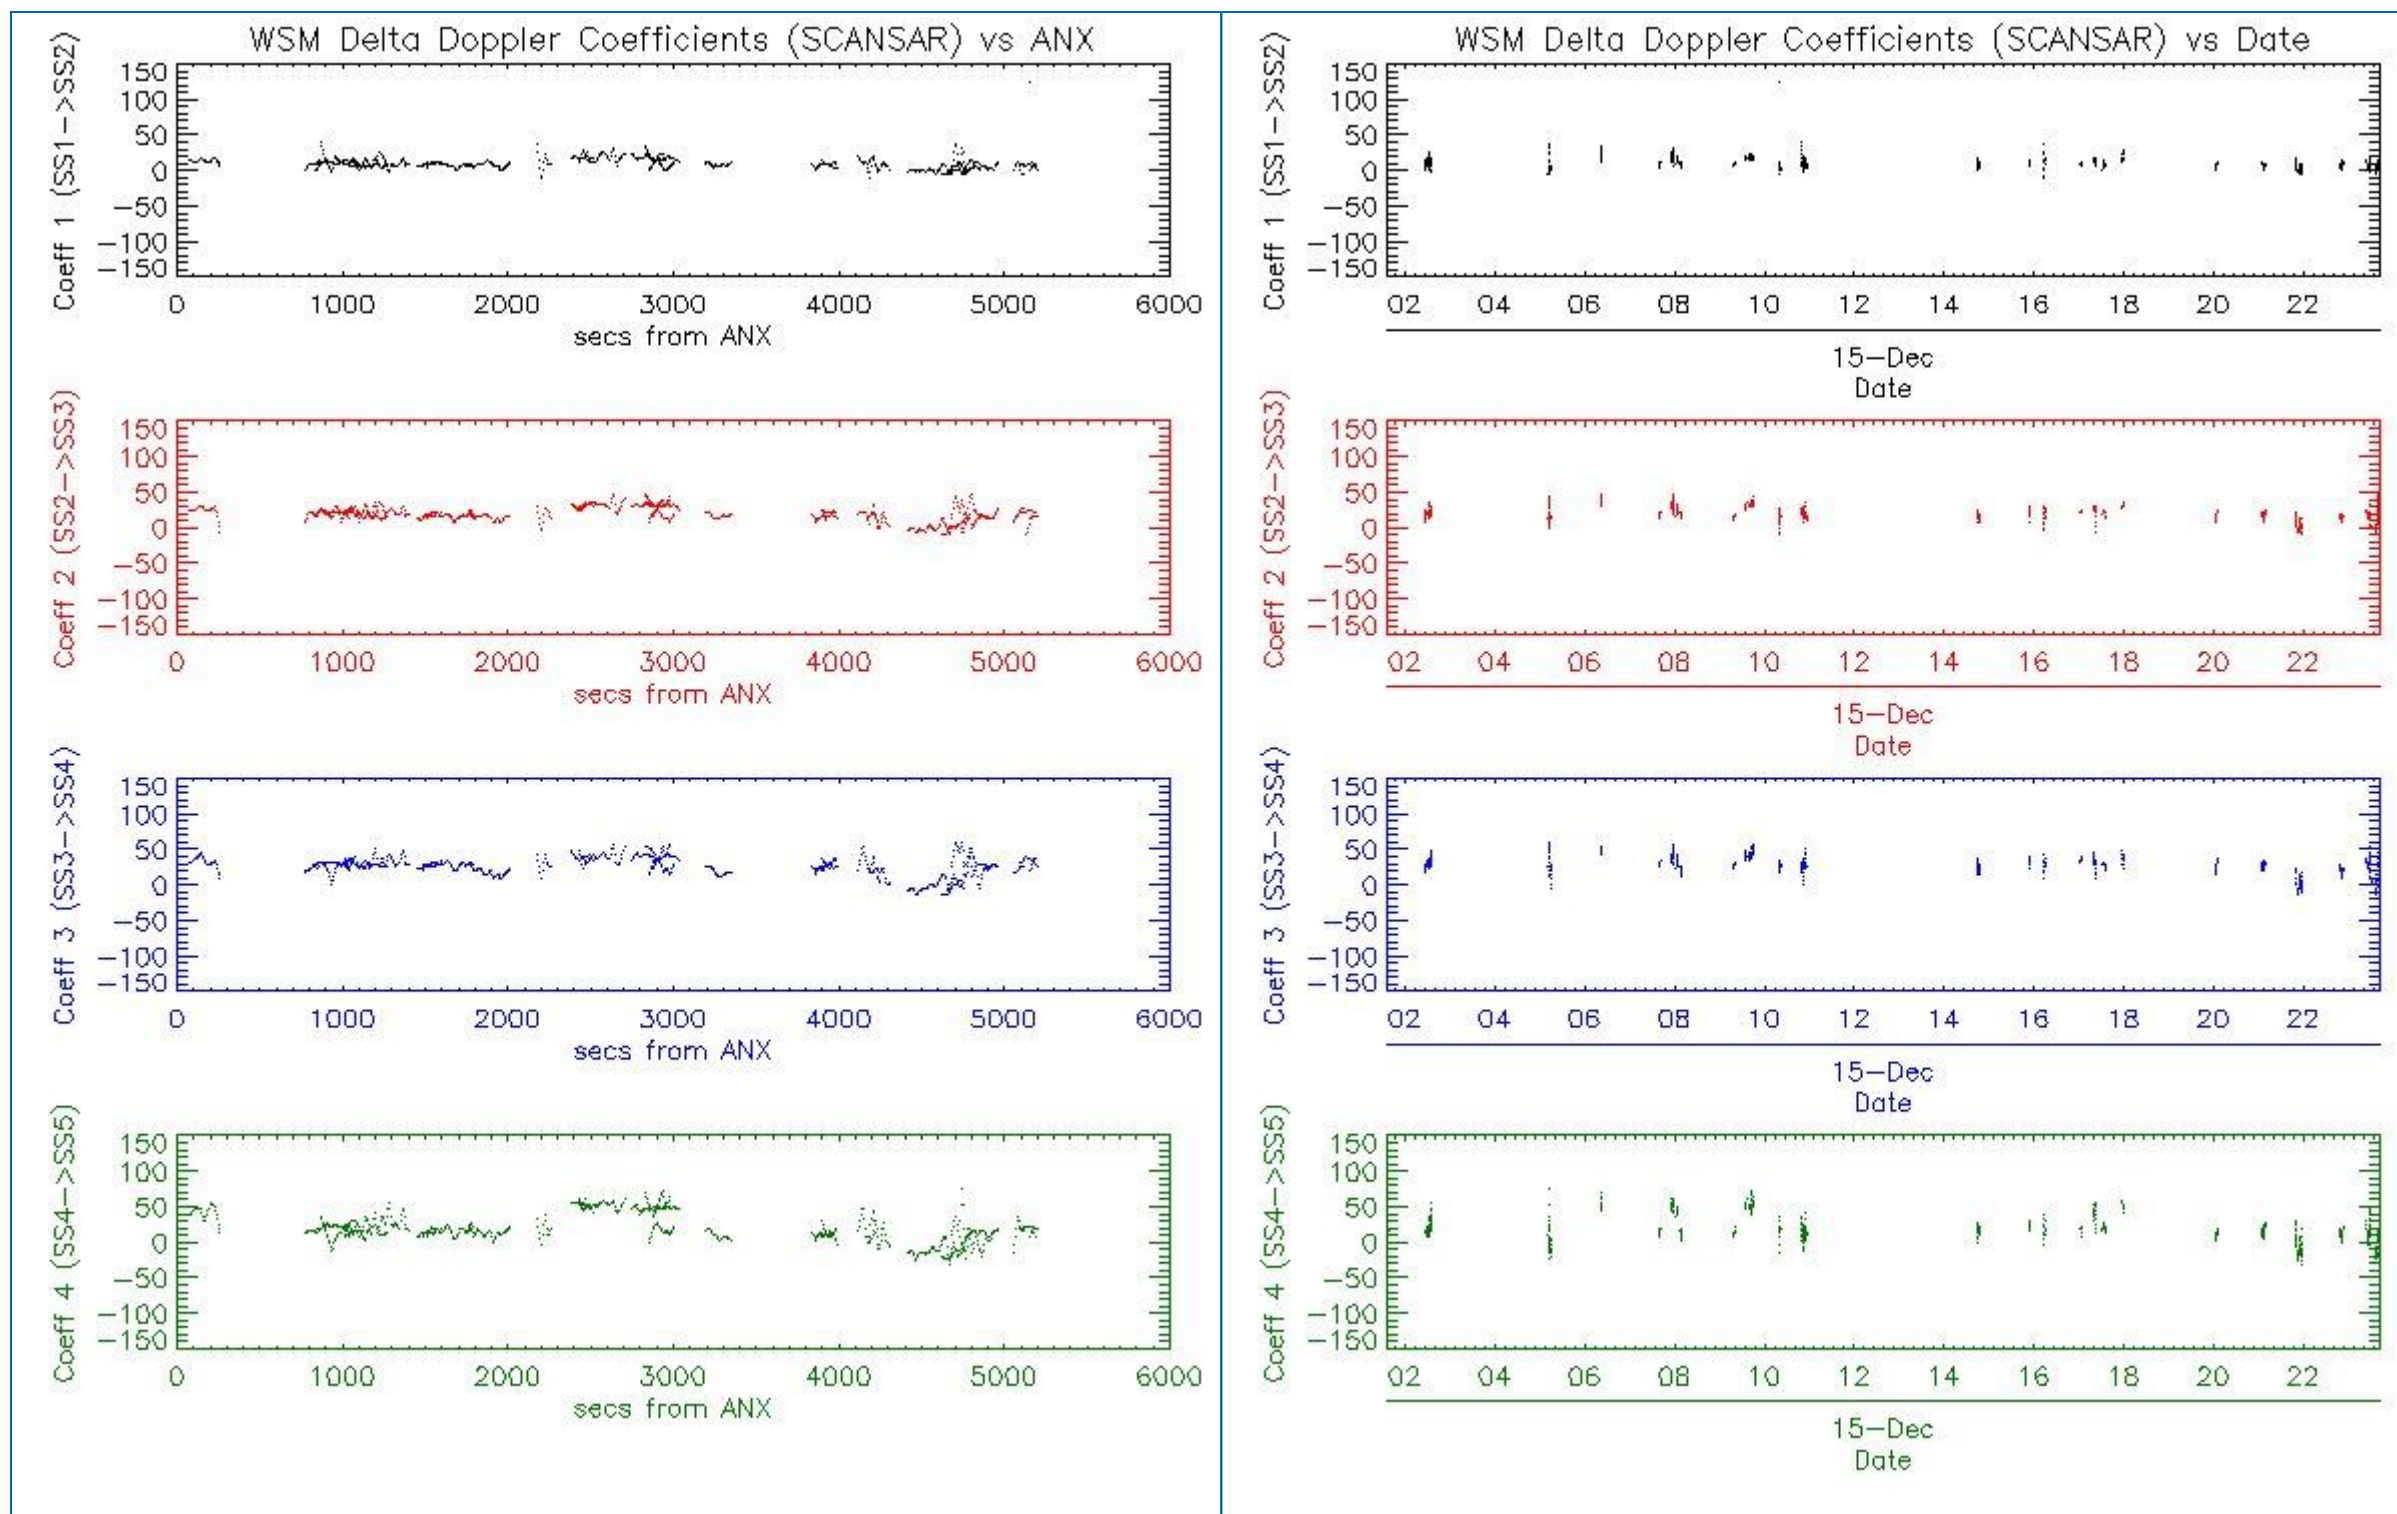 WSM Delta Doppler Coefficients (SCANSAR) vs ANX
Coeff 1 (SS1->SS2)
150
100
50
0
-50
-100
-150
0 1000 2000 3000 4000 5000 6000
secs from ANX
Coeff 2 (SS2->SS3)
150
100
50
0
-50
-100
-150
0 1000 2000 3000 4000 5000 6000
secs from ANX
Coeff 3 (SS3->SS4)
150
100
50
0
-50
-100
-150
0 1000 2000 3000 4000 5000 6000
secs from ANX
Coeff 4 (SS4->SS5)
150
100
50
0
-50
-100
-150
0 1000 2000 3000 4000 5000 6000
secs from ANX
WSM Delta Doppler Coefficients (SCANSAR) vs Date
Coeff 1 (SS1->SS2)
150
100
50
0
-50
-100
-150
02 04 06 08 10 12 14 16 18 20 22
15-Dec
Date
Coeff 2 (SS2->SS3)
150
100
50
0
-50
-100
-150
02 04 06 08 10 12 14 16 18 20 22
15-Dec
Date
Coeff 3 (SS3->SS4)
150
100
50
0
-50
-100
-150
02 04 06 08 10 12 14 16 18 20 22
15-Dec
Date
Coeff 4 (SS4->SS5)
150
100
50
0
-50
-100
-150
02 04 06 08 10 12 14 16 18 20 22
15-Dec
Date